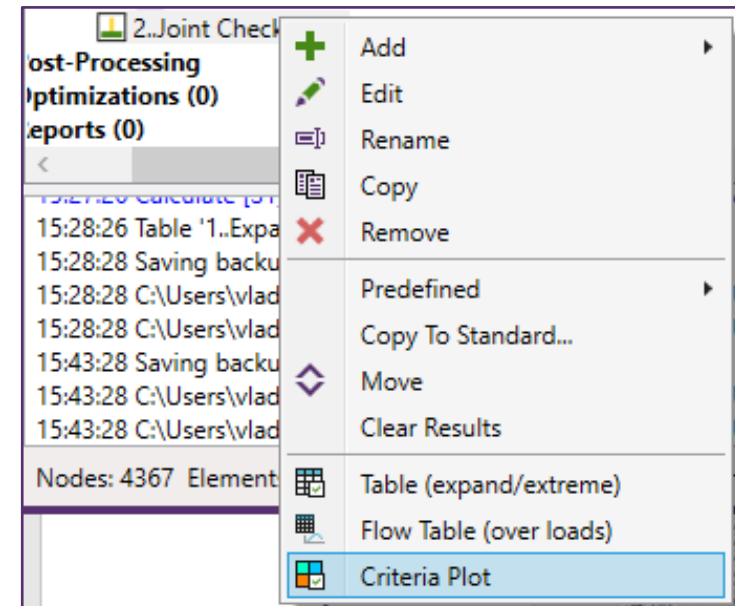 2..Joint Check
ost-Processing
ptimizations (0)
eports (0)
15:28:26 Table '1..Expa
15:28:28 Saving backu
15:28:28 C:\Users\vlad
15:28:28 C:\Users\vlad
15:43:28 Saving backu
15:43:28 C:\Users\vlad
15:43:28 C:\Users\vlad
Nodes: 4367 Element
Add
Edit
Rename
Copy
Remove
Predefined
Copy To Standard...
Move
Clear Results
Table (expand/extreme)
Flow Table (over loads)
Criteria Plot